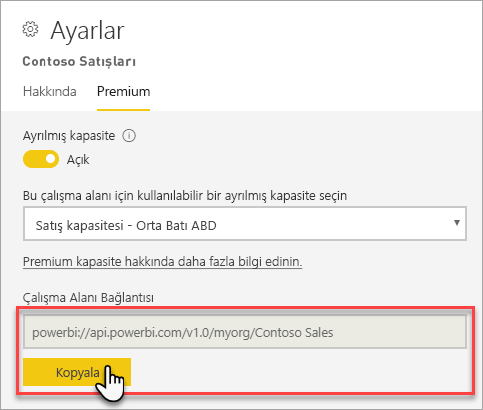 Ayarlar
Contoso Satışları
Hakkında Premium
Ayrılmış kapasite
Açık
Bu çalışma alanı için kullanılabilir bir ayrılmış kapasite seçin
Satış kapasitesi - Orta Batı ABD
Premium kapasite hakkında daha fazla bilgi edinin.
Çalışma Alanı Bağlantısı
powerbi://api.powerbi.com/v1.0/myorg/Contoso Sales
Kopyala